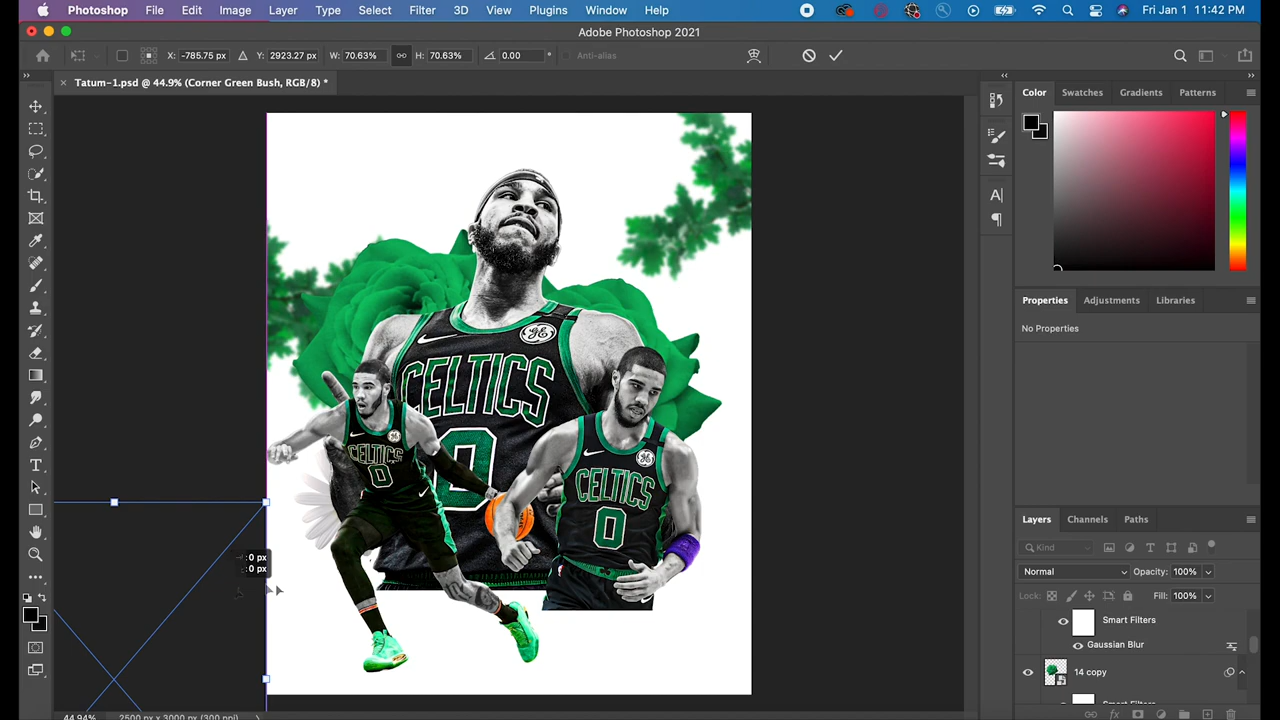 Photoshop File Edit Image Layer Type Select Filter 3D View Plugins Window Help Fri Jan 1 11:42 PM
Adobe Photoshop 2021
X: -785.75 px Y: 2923.27 px W: 70.63% H: 70.63% 0.00 ° Anti-alias
Tatum-1.psd @ 44.9% (Corner Green Bush, RGB/8) *
Color Swatches Gradients Patterns
Properties Adjustments Libraries
No Properties
CELTICS
0
CELTICS
0
CELTICS
0
: 0 px
: 0 px
Layers Channels Paths
Kind
Normal Opacity: 100%
Lock: Fill: 100%
Smart Filters
Gaussian Blur
14 copy
Smart Filters
44.94% 2500 px x 3000 px (300 ppi)